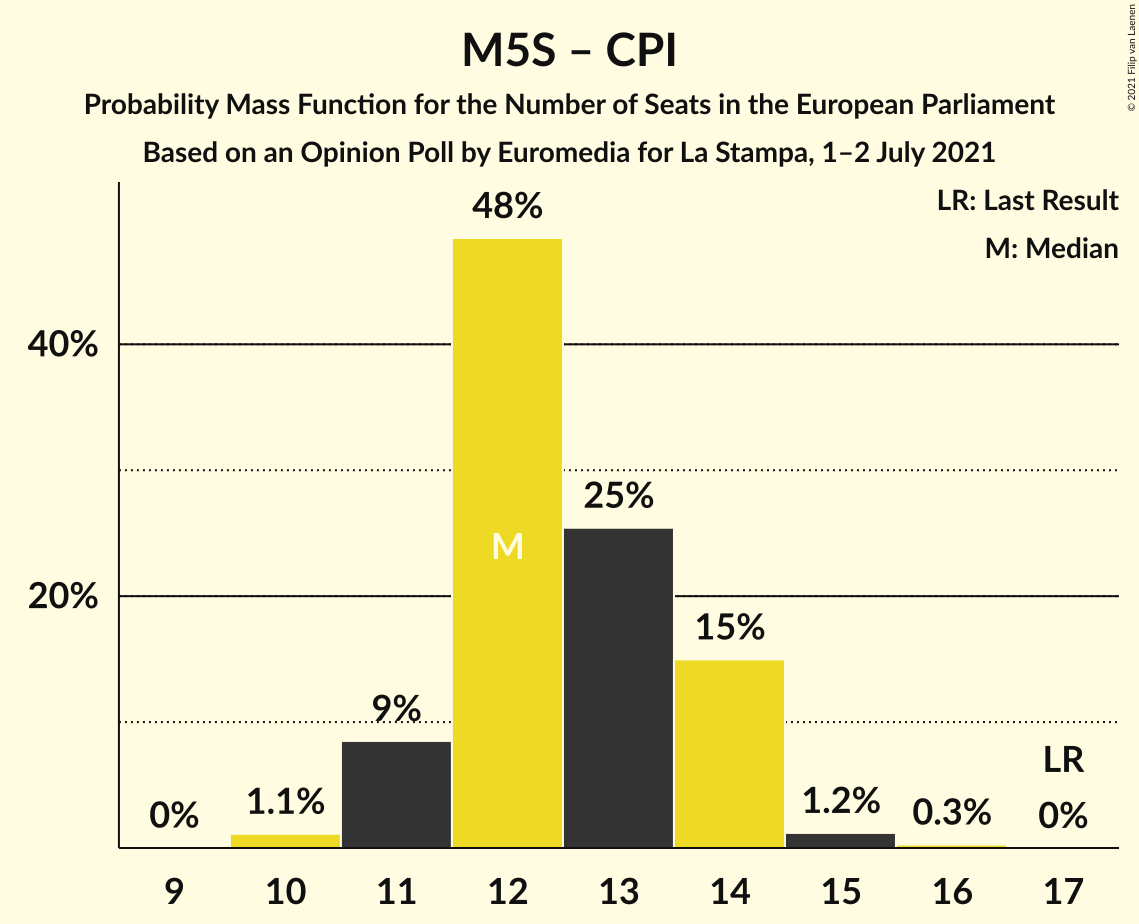 M5S – CPI
Probability Mass Function for the Number of Seats in the European Parliament
Based on an Opinion Poll by Euromedia for La Stampa, 1–2 July 2021
© 2021 Filip van Laenen
LR: Last Result
M: Median
48%
40%
25%
M
20%
15%
9%
LR
0%
1.1%
1.2%
0.3%
0%
9 10 11 12 13 14 15 16 17